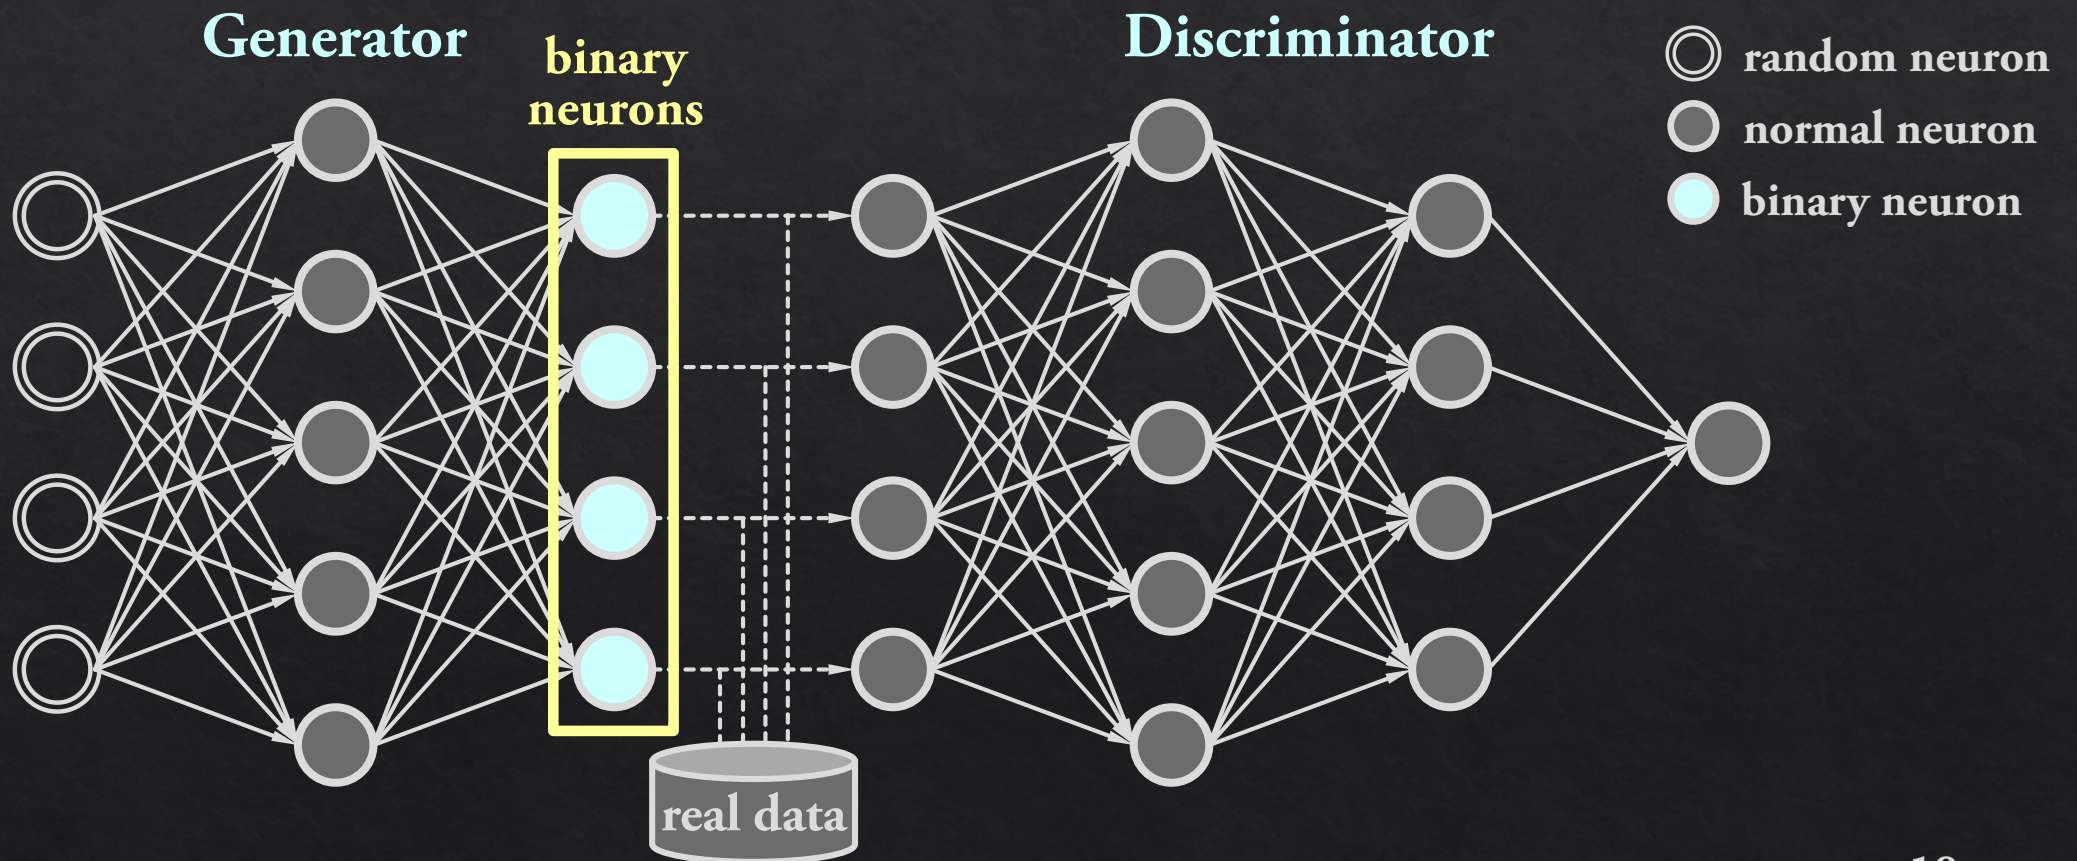 Generator
binary
neurons
Discriminator
random neuron
normal neuron
binary neuron
real data